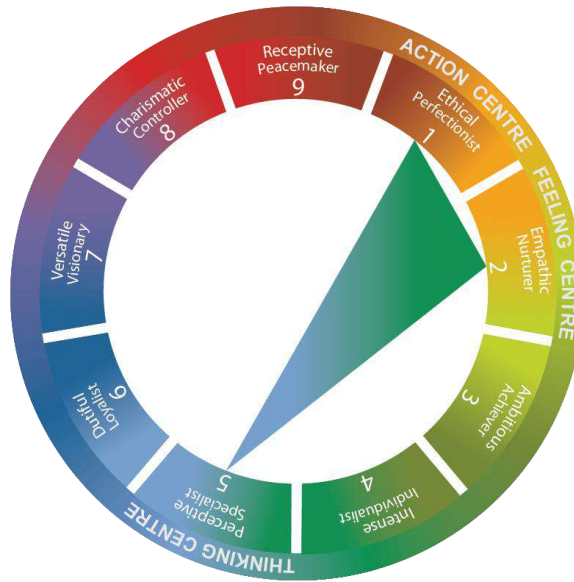 ACTION CENTRE
FEELING CENTRE
THINKING CENTRE
Receptive
Peacemaker
9
Ethical
Perfectionist
1
Empathic
Nurturer
2
Ambitious
Achiever
3
Intense
Individualist
4
Perceptive
Specialist
5
Dutiful
Loyalist
6
Versatile
Visionary
7
Charismatic
Controller
8